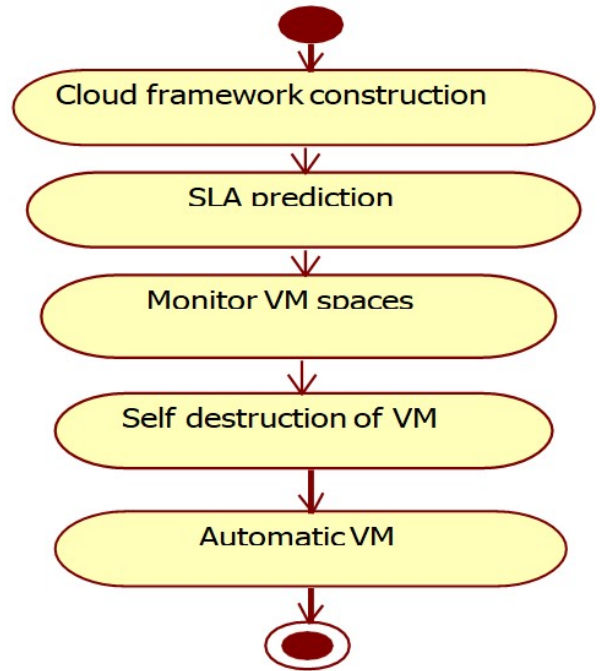 Cloud framework construction
SLA prediction
Monitor VM spaces
Self destruction of VM
Automatic VM